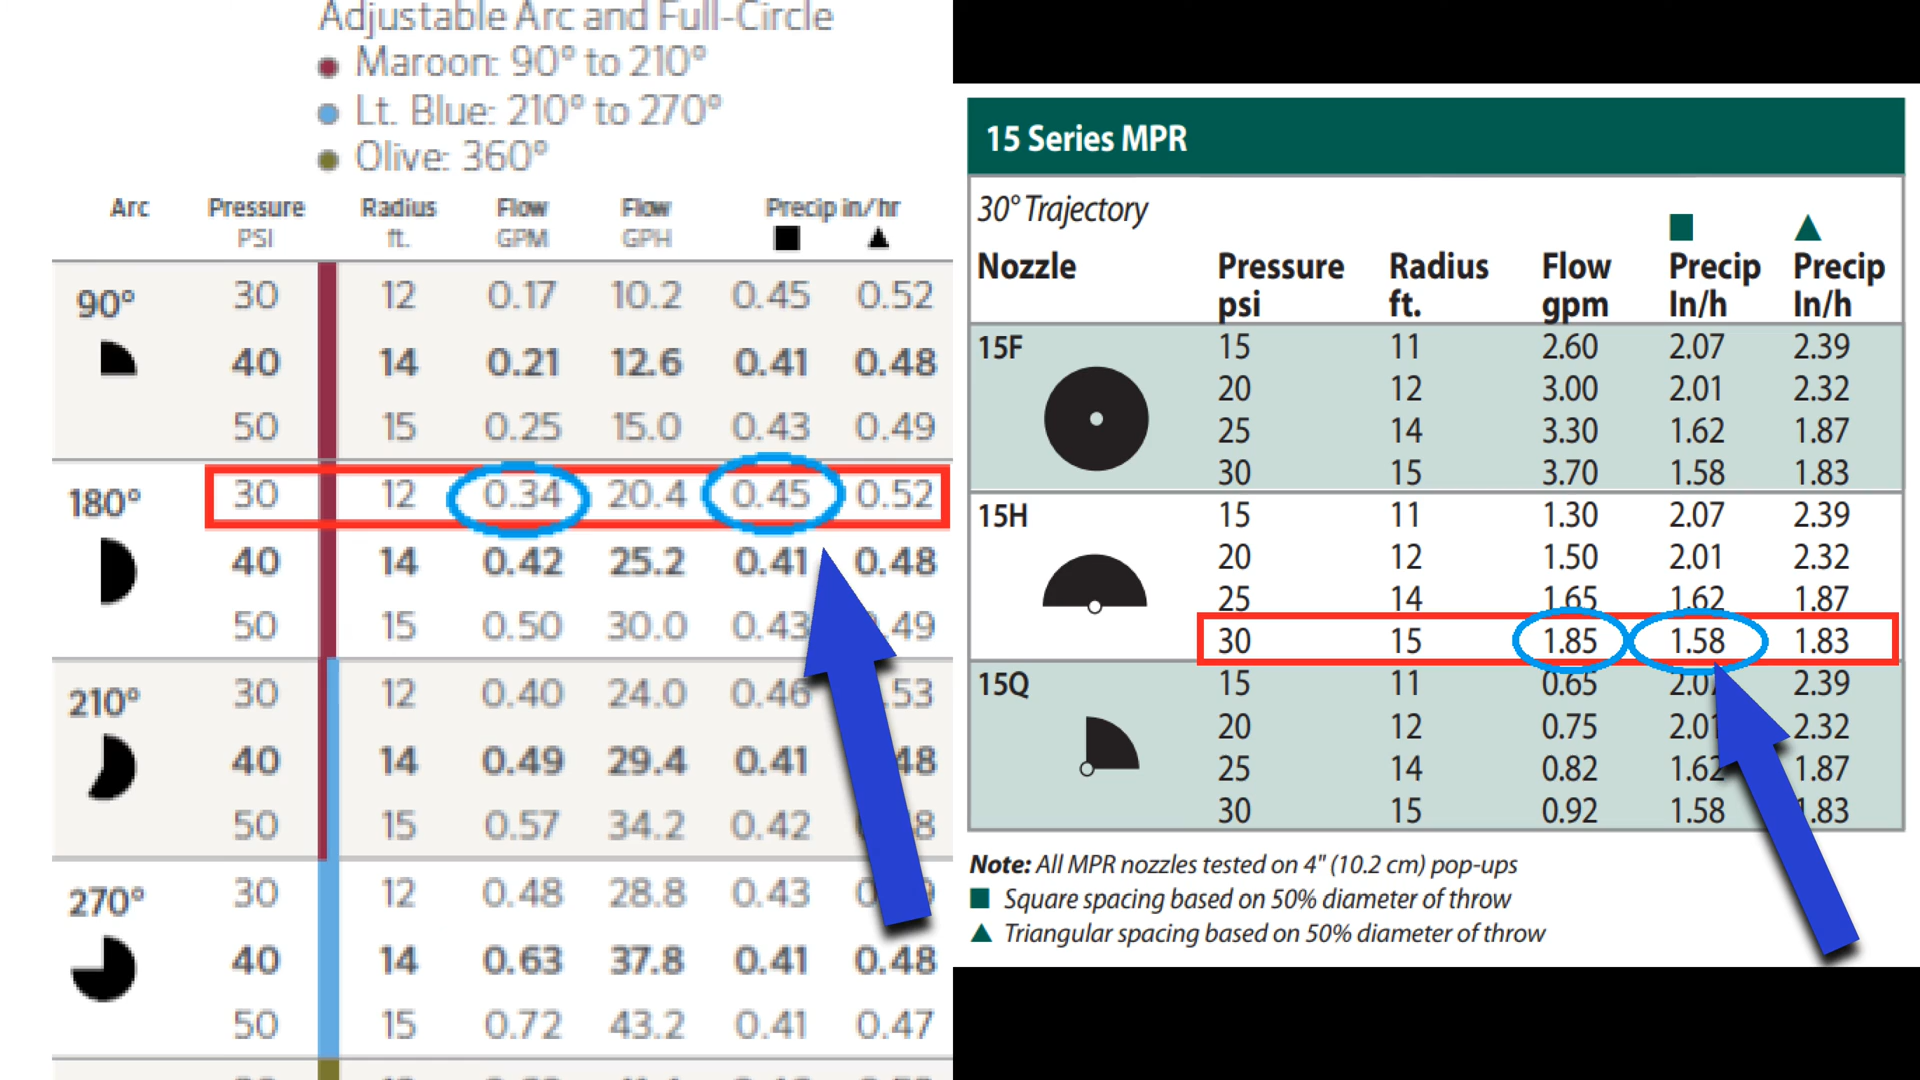 Adjustable Arc and Full-Circle
Maroon: 90° to 210°
Lt. Blue: 210° to 270°
Olive: 360°
Arc Pressure Radius Flow Flow Precip in/hr
PSI ft. GPM GPH
90° 30 12 0.17 10.2 0.45 0.52
40 14 0.21 12.6 0.41 0.48
50 15 0.25 15.0 0.43 0.49
180° 30 12 0.34 20.4 0.45 0.52
40 14 0.42 25.2 0.41 0.48
50 15 0.50 30.0 0.43 .49
210° 30 12 0.40 24.0 0.46 .53
40 14 0.49 29.4 0.41 48
50 15 0.57 34.2 0.42 8
270° 30 12 0.48 28.8 0.43
40 14 0.63 37.8 0.41 0.48
50 15 0.72 43.2 0.41 0.47
15 Series MPR
30° Trajectory
Nozzle Pressure Radius Flow Precip Precip
psi ft. gpm In/h In/h
15F 15 11 2.60 2.07 2.39
20 12 3.00 2.01 2.32
25 14 3.30 1.62 1.87
30 15 3.70 1.58 1.83
15H 15 11 1.30 2.07 2.39
20 12 1.50 2.01 2.32
25 14 1.65 1.62 1.87
30 15 1.85 1.58 1.83
15Q 15 11 0.65 2.07 2.39
20 12 0.75 2.01 2.32
25 14 0.82 1.62 1.87
30 15 0.92 1.58 1.83
Note: All MPR nozzles tested on 4" (10.2 cm) pop-ups
Square spacing based on 50% diameter of throw
Triangular spacing based on 50% diameter of throw